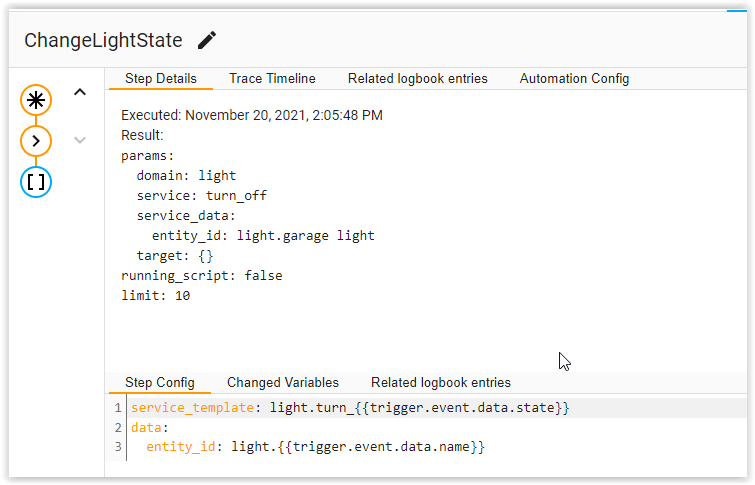 ChangeLightState
Step Details Trace Timeline Related logbook entries Automation Config
Executed: November 20, 2021, 2:05:48 PM
Result:
params:
  domain: light
  service: turn_off
  service_data:
    entity_id: light.garage light
  target: {}
running_script: false
limit: 10
Step Config Changed Variables Related logbook entries
1 service_template: light.turn_{{trigger.event.data.state}}
2 data:
3   entity_id: light.{{trigger.event.data.name}}